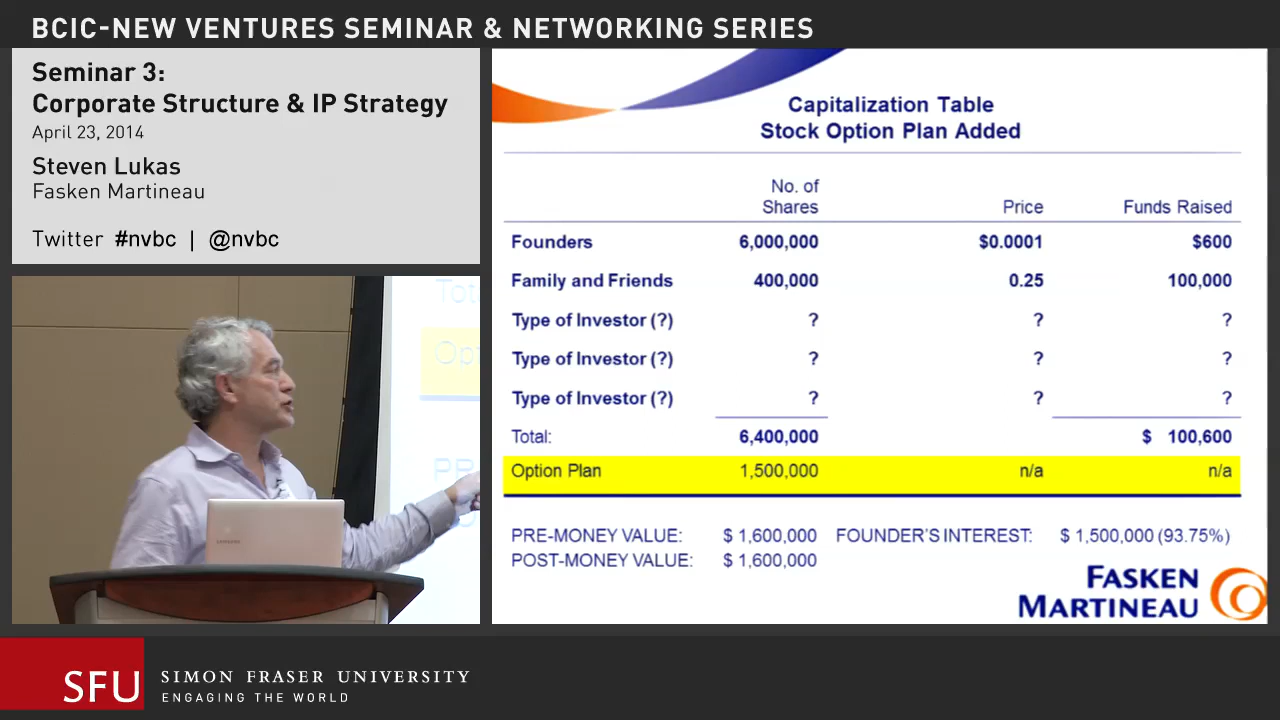 BCIC-NEW VENTURES SEMINAR & NETWORKING SERIES
Seminar 3:
Corporate Structure & IP Strategy
April 23, 2014
Steven Lukas
Fasken Martineau
Twitter #nvbc | @nvbc
Capitalization Table
Stock Option Plan Added
No. of
Shares Price Funds Raised
Founders 6,000,000 $0.0001 $600
Family and Friends 400,000 0.25 100,000
Type of Investor (?) ? ? ?
Type of Investor (?) ? ? ?
Type of Investor (?) ? ? ?
Total: 6,400,000 $ 100,600
Option Plan 1,500,000 n/a n/a
PRE-MONEY VALUE: $ 1,600,000 FOUNDER'S INTEREST: $ 1,500,000 (93.75%)
POST-MONEY VALUE: $ 1,600,000
FASKEN
MARTINEAU
Tot
Op
PR
SAMSUNG
SFU SIMON FRASER UNIVERSITY
ENGAGING THE WORLD